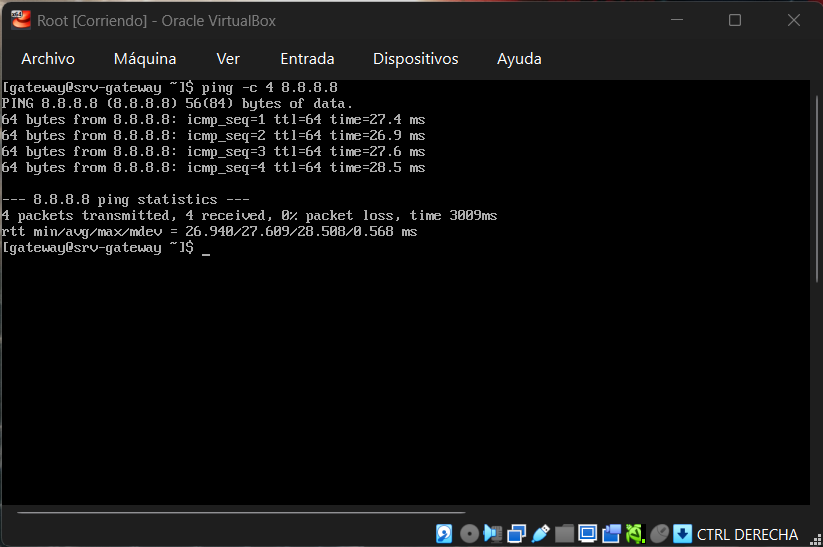 Root [Corriendo] - Oracle VirtualBox
Archivo Máquina Ver Entrada Dispositivos Ayuda
[gateway@srv-gateway ~]$ ping -c 4 8.8.8.8
PING 8.8.8.8 (8.8.8.8) 56(84) bytes of data.
64 bytes from 8.8.8.8: icmp_seq=1 ttl=64 time=27.4 ms
64 bytes from 8.8.8.8: icmp_seq=2 ttl=64 time=26.9 ms
64 bytes from 8.8.8.8: icmp_seq=3 ttl=64 time=27.6 ms
64 bytes from 8.8.8.8: icmp_seq=4 ttl=64 time=28.5 ms
--- 8.8.8.8 ping statistics ---
4 packets transmitted, 4 received, 0% packet loss, time 3009ms
rtt min/avg/max/mdev = 26.940/27.609/28.508/0.568 ms
[gateway@srv-gateway ~]$ _
CTRL DERECHA